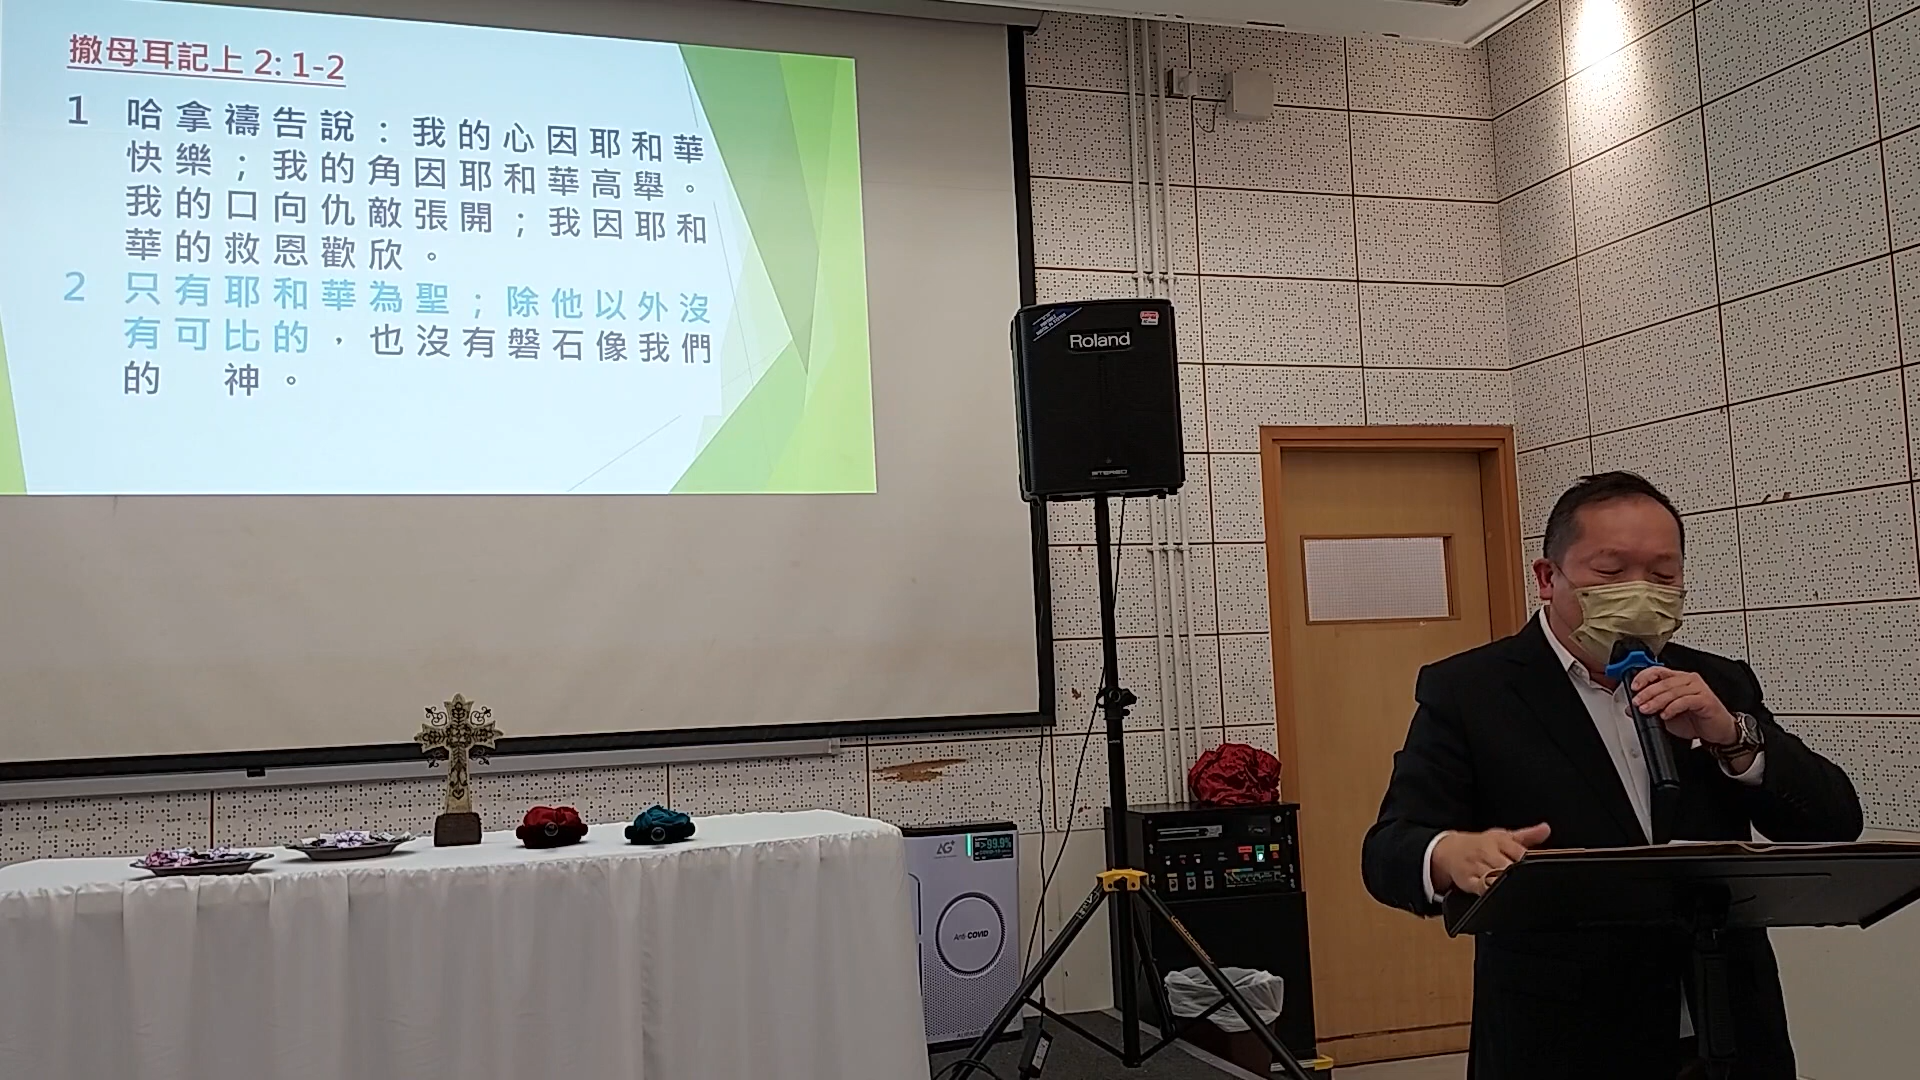 撒母耳記上 2: 1-2
1 哈拿禱告說：我的心因耶和華
快樂；我的角因耶和華高舉。
我的口向仇敵張開；我因耶和
華的救恩歡欣。
2 只有耶和華為聖；除他以外沒
有可比的，也沒有磐石像我們
的 神。
Roland
STEREO
AG+
>99.9%
Anti-COVID